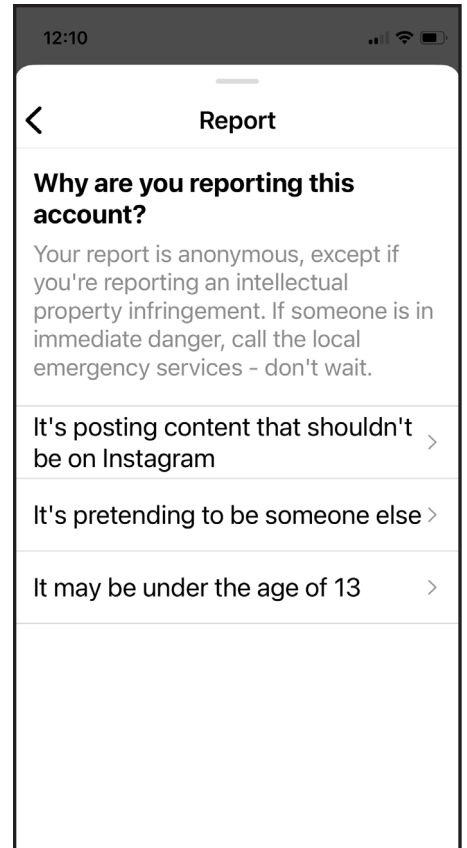 12:10
Report
Why are you reporting this
account?
Your report is anonymous, except if
you're reporting an intellectual
property infringement. If someone is in
immediate danger, call the local
emergency services - don't wait.
It's posting content that shouldn't
be on Instagram
It's pretending to be someone else
It may be under the age of 13